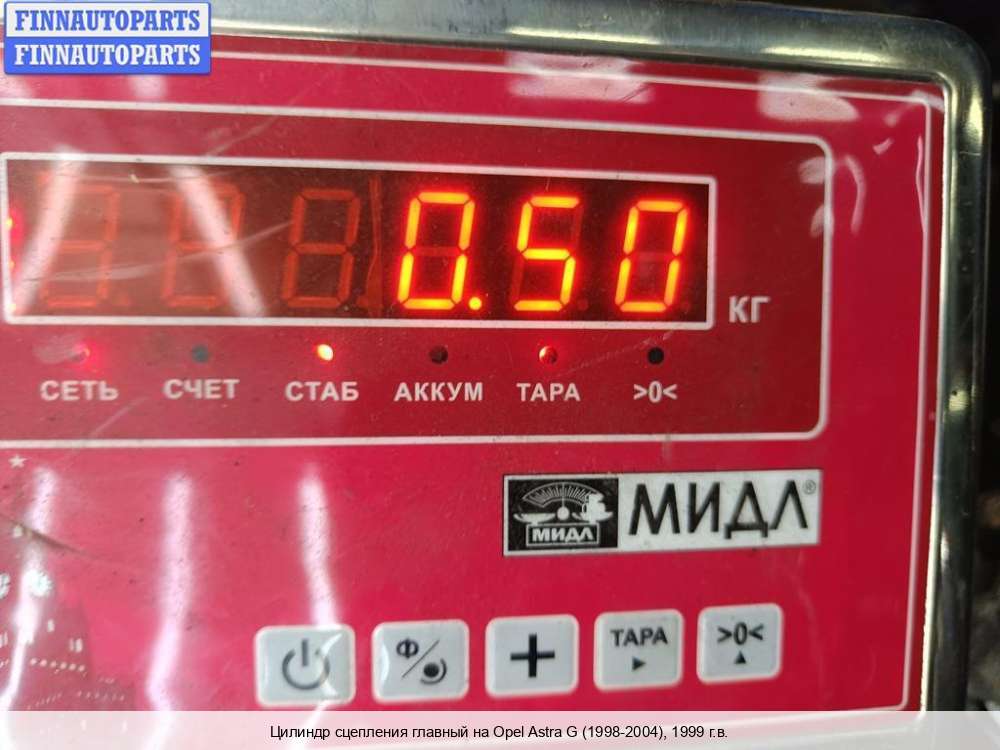 FINNAUTOPARTS
FINNAUTOPARTS
0.50
КГ
СЕТЬ СЧЕТ СТАБ АККУМ ТАРА >0<
МИДЛ МИДЛ®
Ф ТАРА >0<
Цилиндр сцепления главный на Opel Astra G (1998-2004), 1999 г.в.